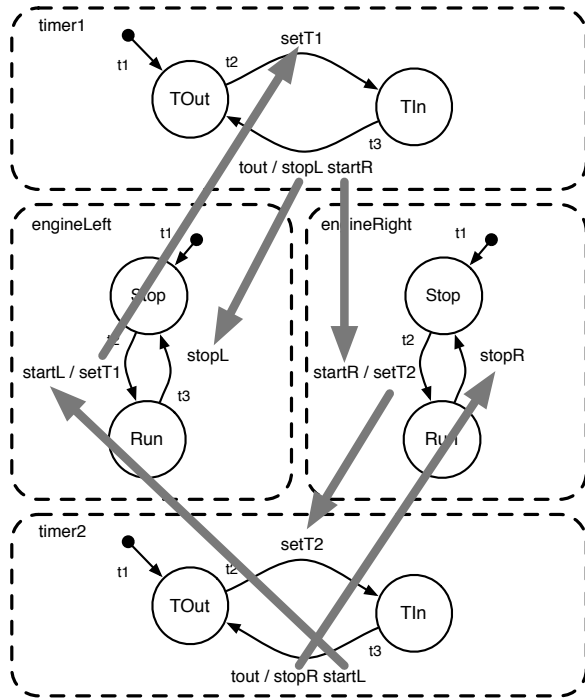 timer1
setT1
t1
t2
TOut
TIn
t3
tout / stopL startR
engineLeft
t1
Stop
t2
stopL
startL / setT1
t3
Run
engineRight
t1
Stop
t2
stopR
startR / setT2
Run
timer2
setT2
t1
t2
TOut
TIn
t3
tout / stopR startL